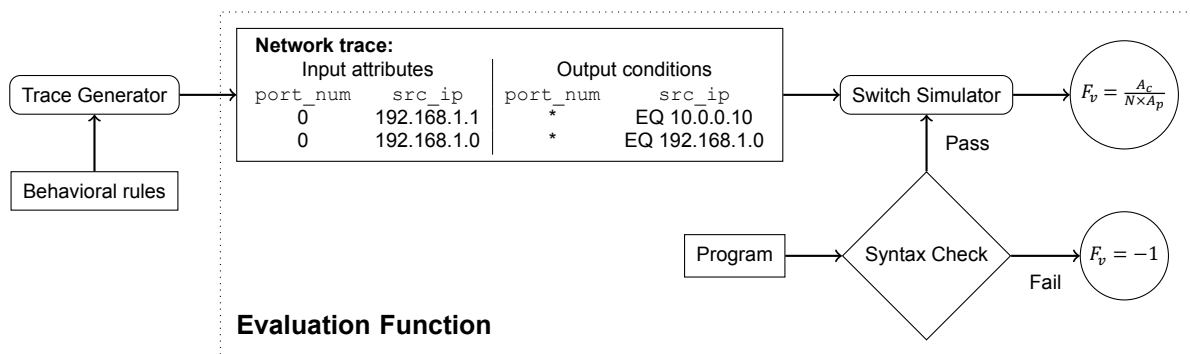 Network trace:
Input attributes Output conditions
port_num src_ip port_num src_ip
0 192.168.1.1 * EQ 10.0.0.10
0 192.168.1.0 * EQ 192.168.1.0
Trace Generator
Behavioral rules
Switch Simulator
F_v = A_c / (N × A_p)
Pass
Program
Syntax Check
F_v = −1
Fail
Evaluation Function